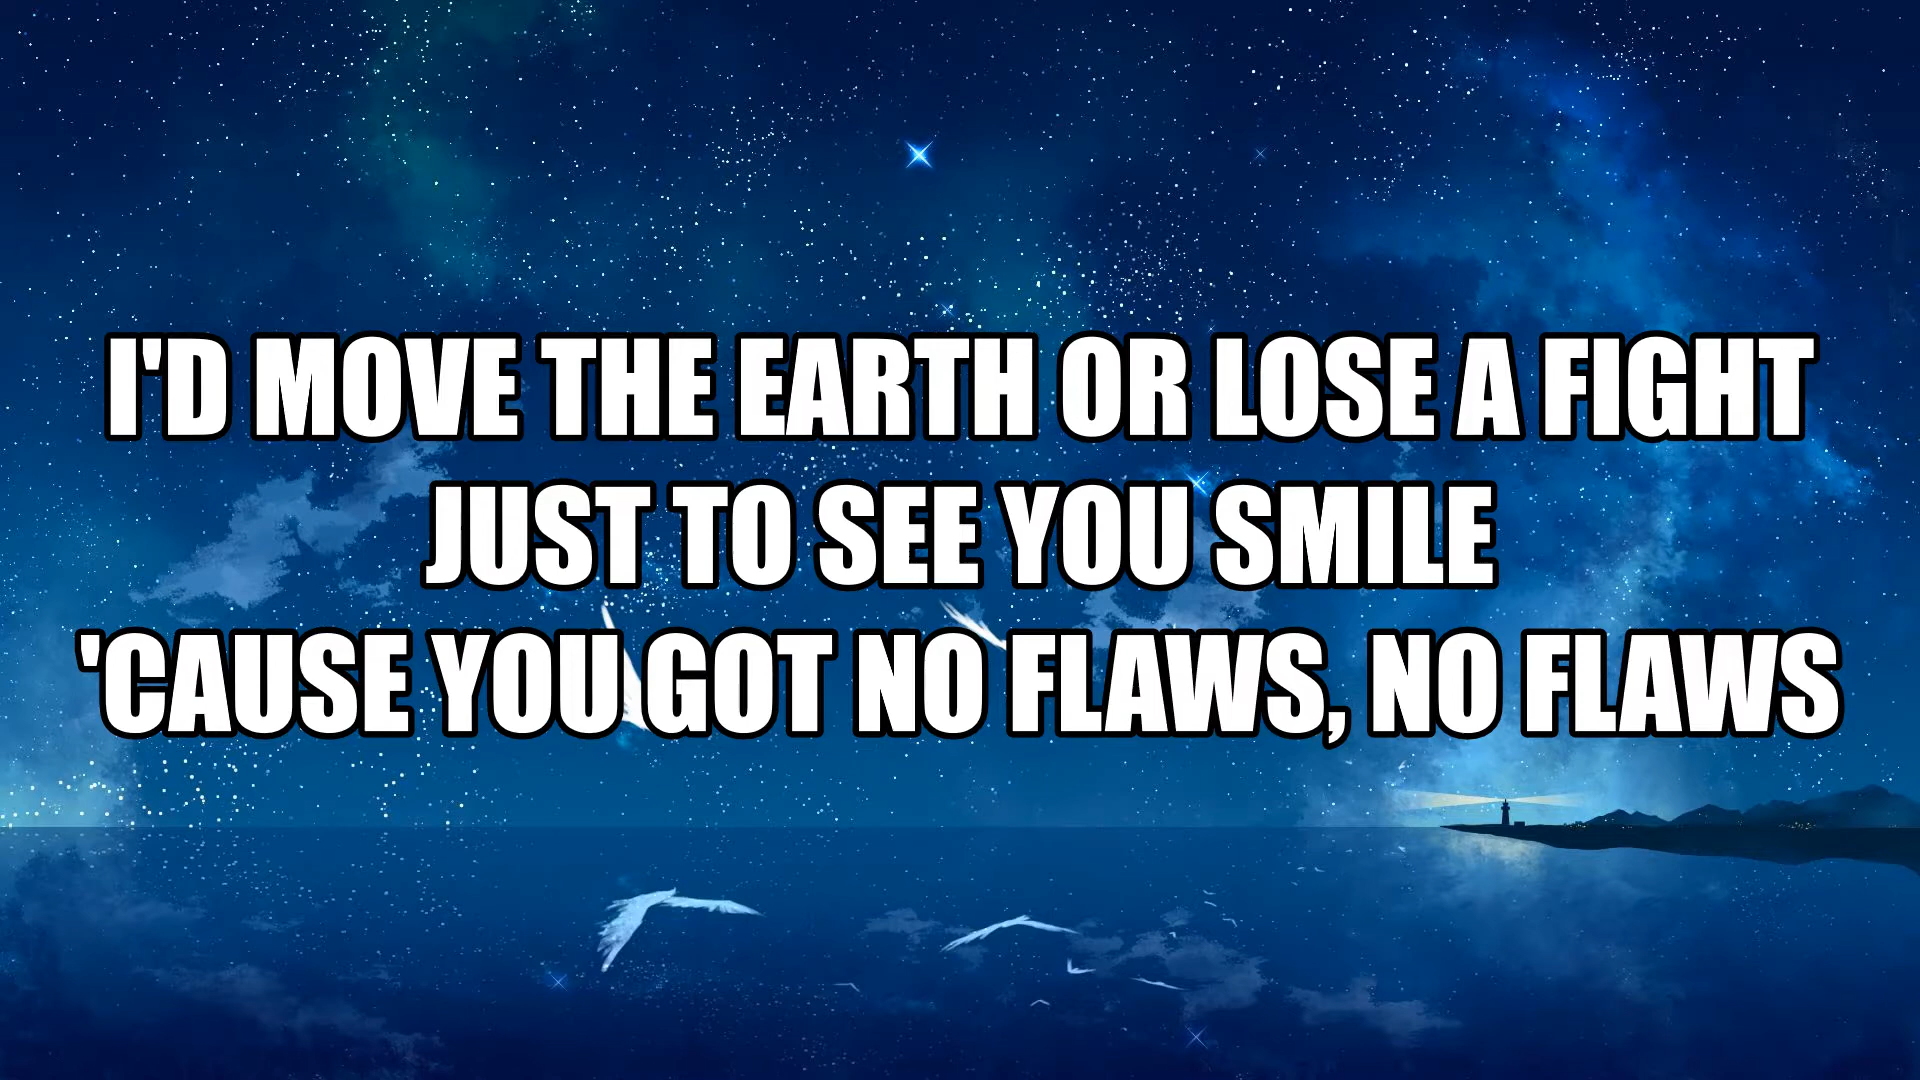 I'D MOVE THE EARTH OR LOSE A FIGHT
JUST TO SEE YOU SMILE
'CAUSE YOU GOT NO FLAWS, NO FLAWS